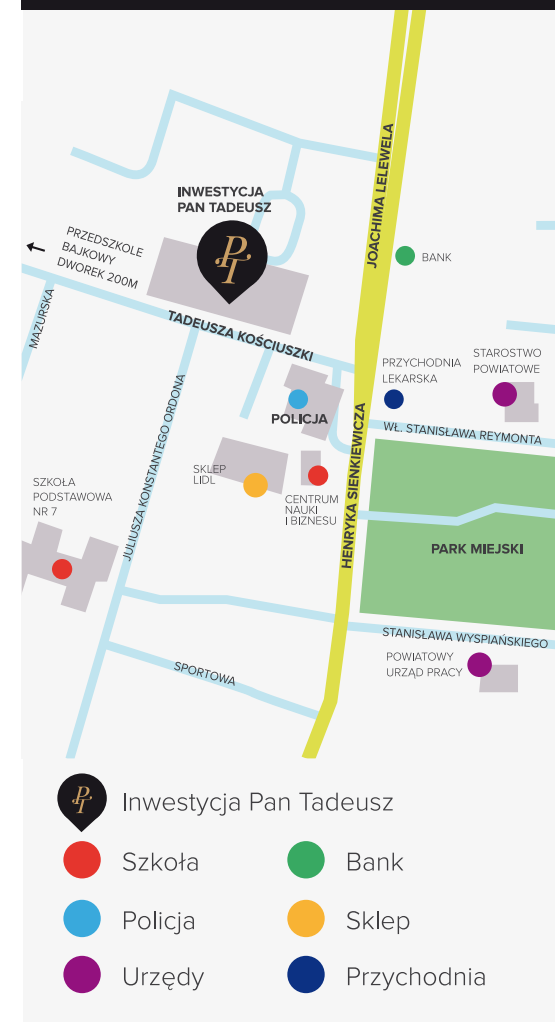 JOACHIMA LELEWELA
INWESTYCJA
PAN TADEUSZ
PT
PRZEDSZKOLE
BAJKOWY
DWOREK 200M
BANK
MAZURSKA
TADEUSZA KOŚCIUSZKI
PRZYCHODNIA
LEKARSKA
STAROSTWO
POWIATOWE
POLICJA
WŁ. STANISŁAWA REYMONTA
JULIUSZA KONSTANTEGO ORDONA
HENRYKA SIENKIEWICZA
SKLEP
LIDL
SZKOŁA
PODSTAWOWA
NR 7
CENTRUM
NAUKI
I BIZNESU
PARK MIEJSKI
STANISŁAWA WYSPIAŃSKIEGO
POWIATOWY
URZĄD PRACY
SPORTOWA
PT
Inwestycja Pan Tadeusz
Szkoła
Bank
Policja
Sklep
Urzędy
Przychodnia